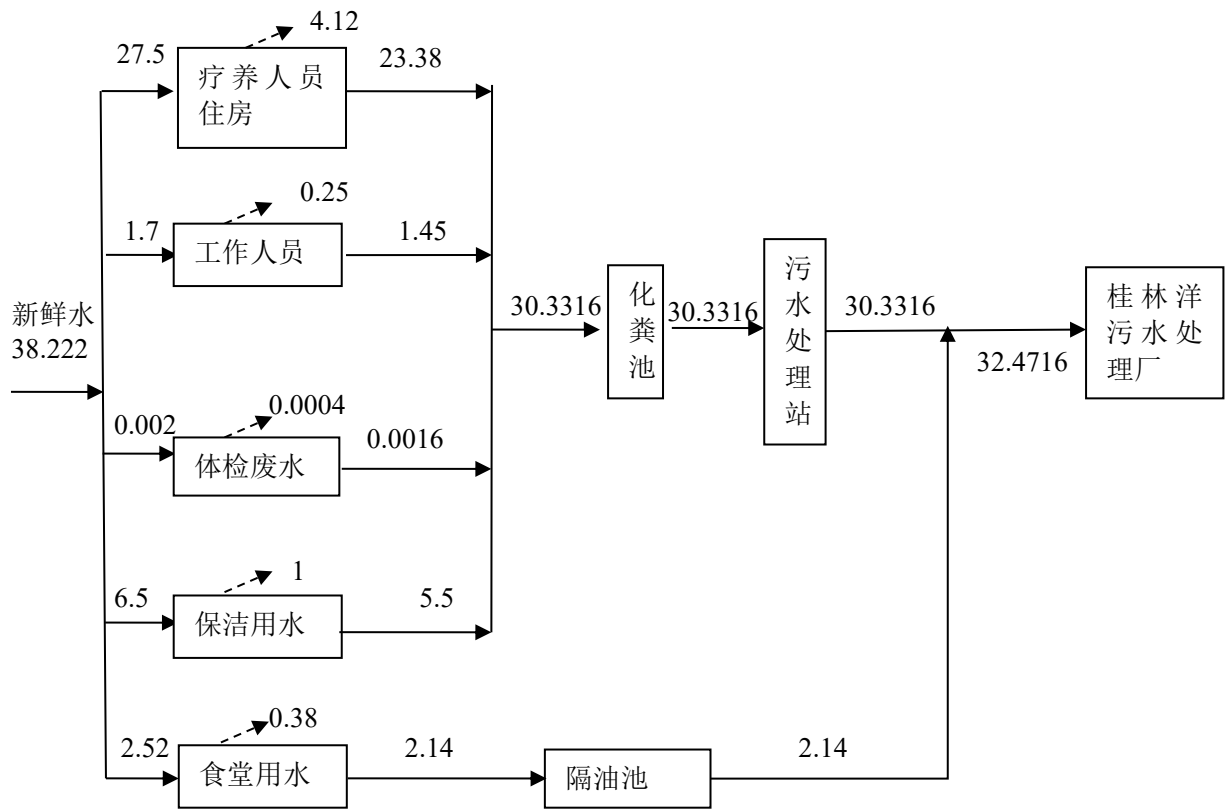 4.12
27.5
疗养人员
住房
23.38
0.25
1.7
工作人员
1.45
新鲜水
38.222
30.3316
化粪池
30.3316
污水处理站
30.3316
32.4716
桂林洋
污水处
理厂
0.0004
0.002
体检废水
0.0016
1
6.5
保洁用水
5.5
0.38
2.52
食堂用水
2.14
隔油池
2.14